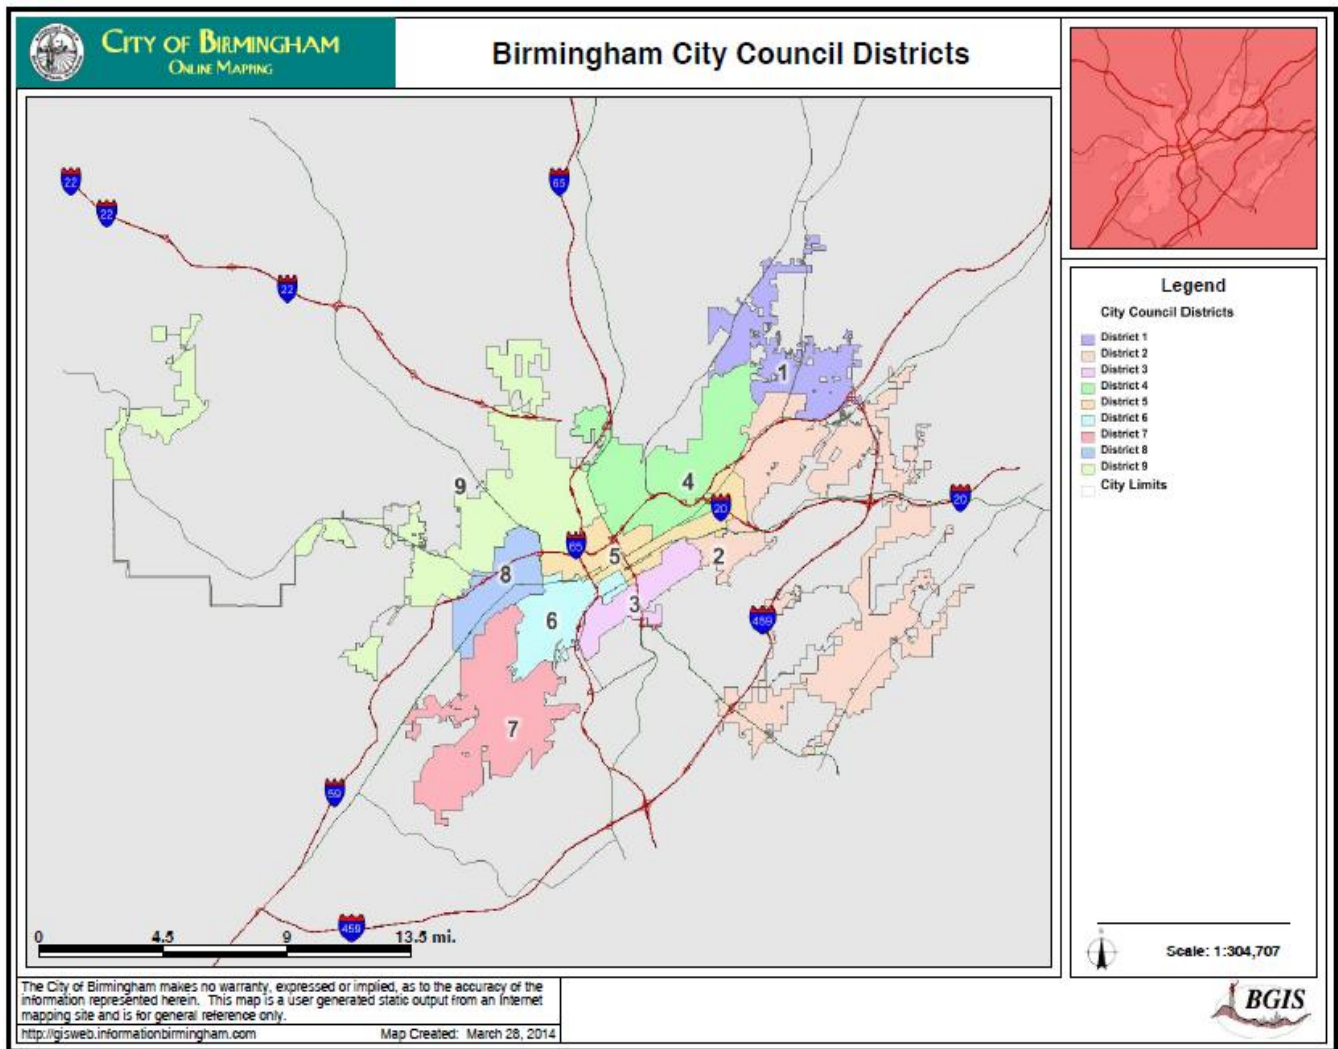 CITY OF BIRMINGHAM
ONLINE MAPPING
Birmingham City Council Districts
22
22
22
65
1
9
4
20
20
65
5
2
8
3
6
459
7
59
459
0 4.5 9 13.5 mi.
Legend
City Council Districts
District 1
District 2
District 3
District 4
District 5
District 6
District 7
District 8
District 9
City Limits
Scale: 1:304,707
The City of Birmingham makes no warranty, expressed or implied, as to the accuracy of the
information represented herein. This map is a user generated static output from an Internet
mapping site and is for general reference only.
http://gisweb.informationbirmingham.com Map Created: March 28, 2014
BGIS